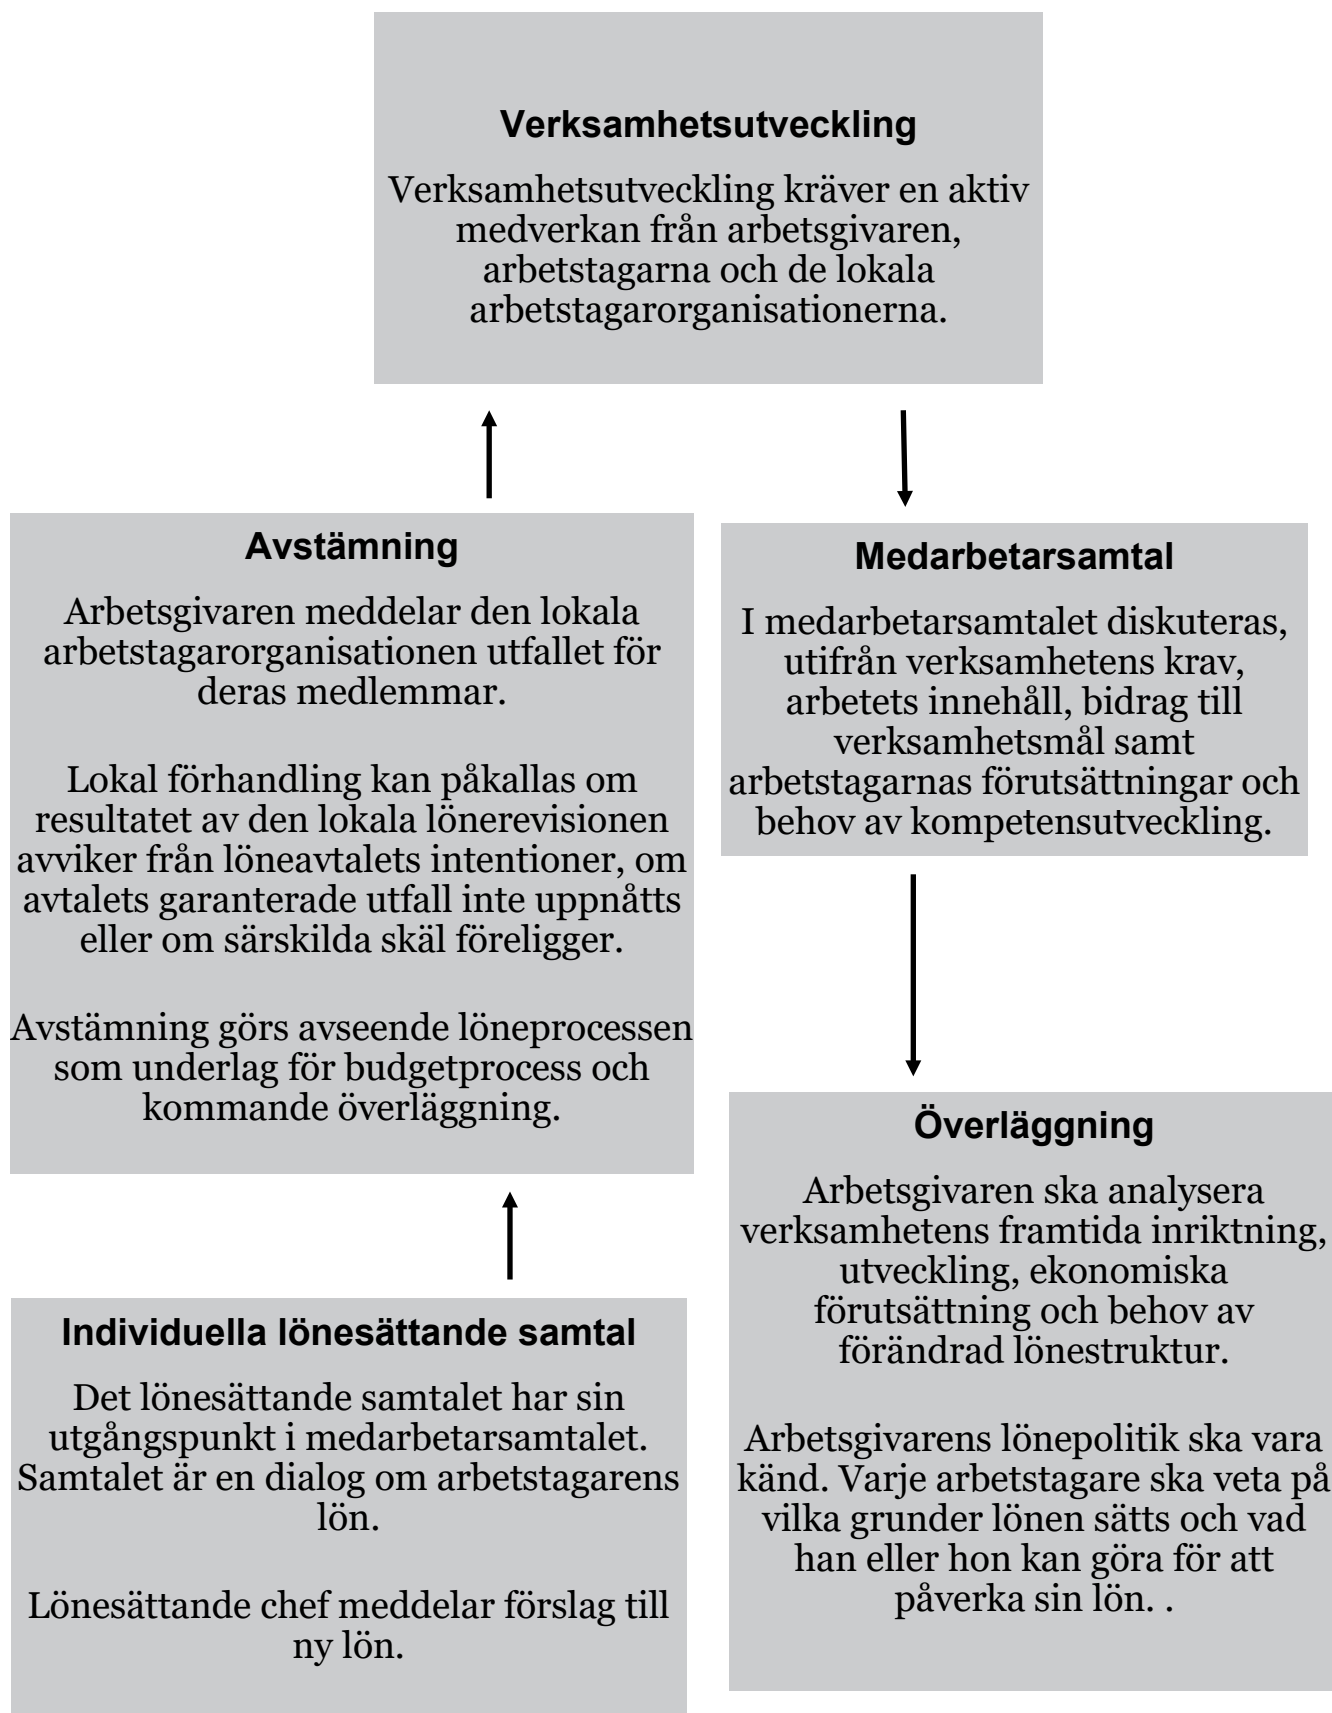 Verksamhetsutveckling
Verksamhetsutveckling kräver en aktiv
medverkan från arbetsgivaren,
arbetstagarna och de lokala
arbetstagarorganisationerna.
Avstämning
Arbetsgivaren meddelar den lokala
arbetstagarorganisationen utfallet för
deras medlemmar.
Lokal förhandling kan påkallas om
resultatet av den lokala lönerevisionen
avviker från löneavtalets intentioner, om
avtalets garanterade utfall inte uppnåtts
eller om särskilda skäl föreligger.
Avstämning görs avseende löneprocessen
som underlag för budgetprocess och
kommande överläggning.
Medarbetarsamtal
I medarbetarsamtalet diskuteras,
utifrån verksamhetens krav,
arbetets innehåll, bidrag till
verksamhetsmål samt
arbetstagarnas förutsättningar och
behov av kompetensutveckling.
Individuella lönesättande samtal
Det lönesättande samtalet har sin
utgångspunkt i medarbetarsamtalet.
Samtalet är en dialog om arbetstagarens
lön.
Lönesättande chef meddelar förslag till
ny lön.
Överläggning
Arbetsgivaren ska analysera
verksamhetens framtida inriktning,
utveckling, ekonomiska
förutsättning och behov av
förändrad lönestruktur.
Arbetsgivarens lönepolitik ska vara
känd. Varje arbetstagare ska veta på
vilka grunder lönen sätts och vad
han eller hon kan göra för att
påverka sin lön. .